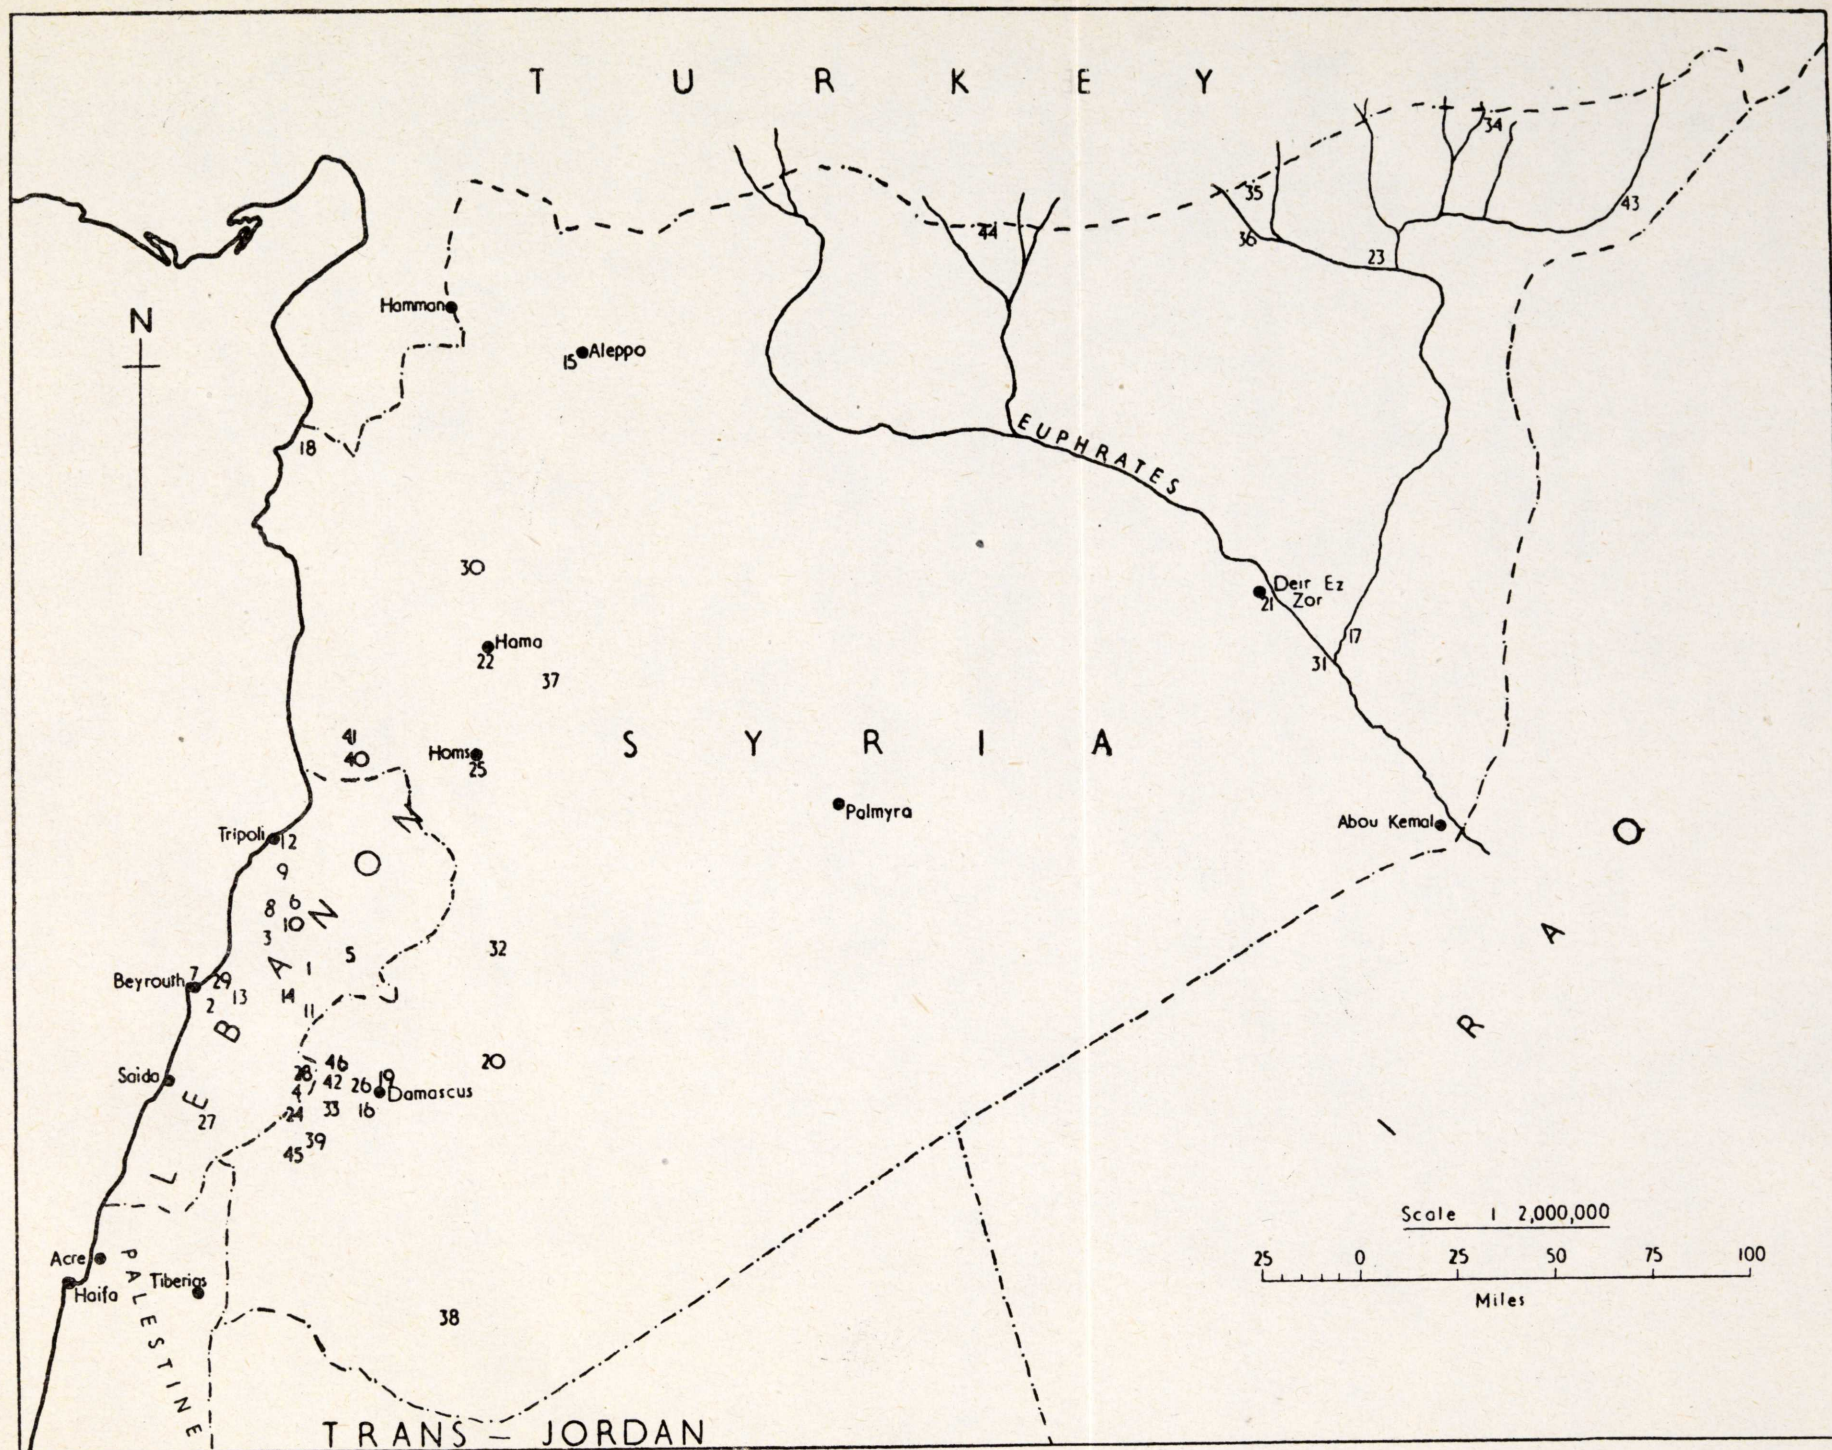 TURKEY
34
35
43
44
36
23
Hamman
N
15 Aleppo
EUPHRATES
18
30
Deir Ez
21 Zor
17
Hama
22
31
37
41
40
Homs
25
SYRIA
Palmyra
Abou Kemal
Tripoli 12
9
8 6
10
3
5
32
1
Beyrouth 7 29
2 13
14
11
LEBANON
IRAQ
20
46
28
42 26 19
Saida
4
Damascus
24 33 16
27
39
45
Scale 1 2,000,000
25 0 25 50 75 100
Miles
Acre
Tiberias
Haifa
PALESTINE
38
TRANS – JORDAN